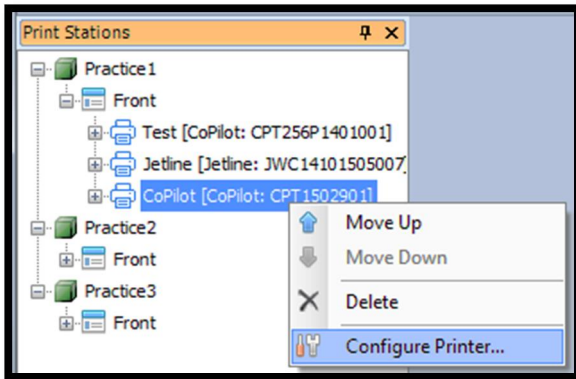 Print Stations
Practice1
Front
Test [CoPilot: CPT256P1401001]
Jetline [Jetline: JWC14101505007]
CoPilot [CoPilot: CPT1502901]
Move Up
Practice2
Move Down
Front
Practice3
Delete
Front
Configure Printer...